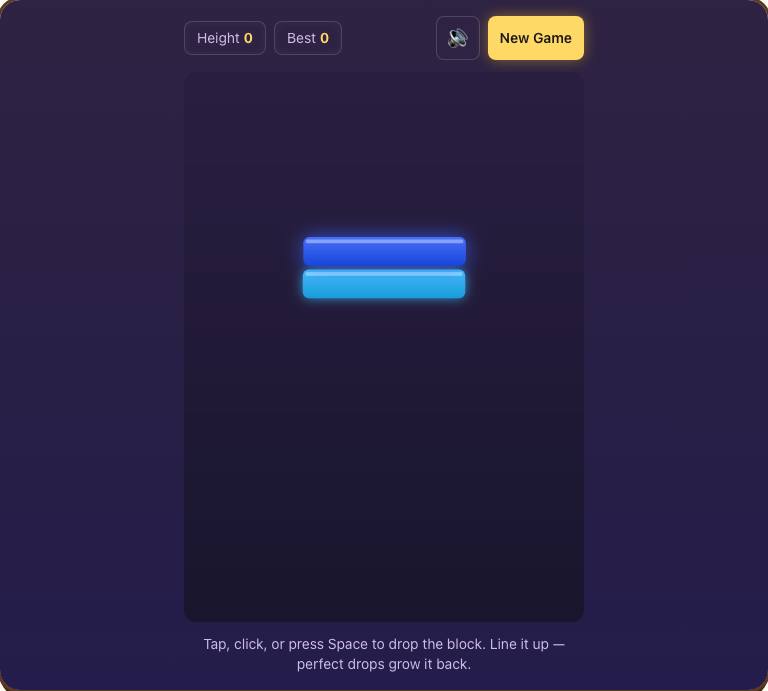 Height 0 Best 0 New Game
Tap, click, or press Space to drop the block. Line it up —
perfect drops grow it back.